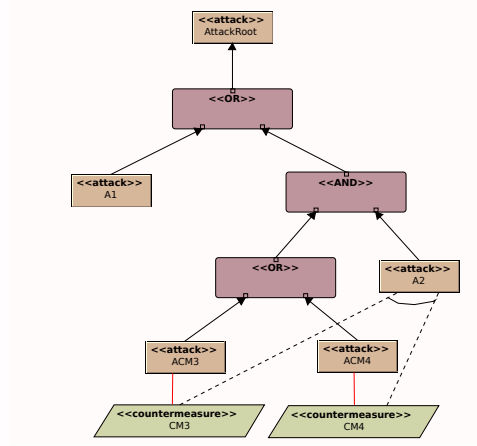 <<attack>>
AttackRoot
<<OR>>
<<attack>>
A1
<<AND>>
<<OR>>
<<attack>>
A2
<<attack>>
ACM3
<<attack>>
ACM4
<<countermeasure>>
CM3
<<countermeasure>>
CM4